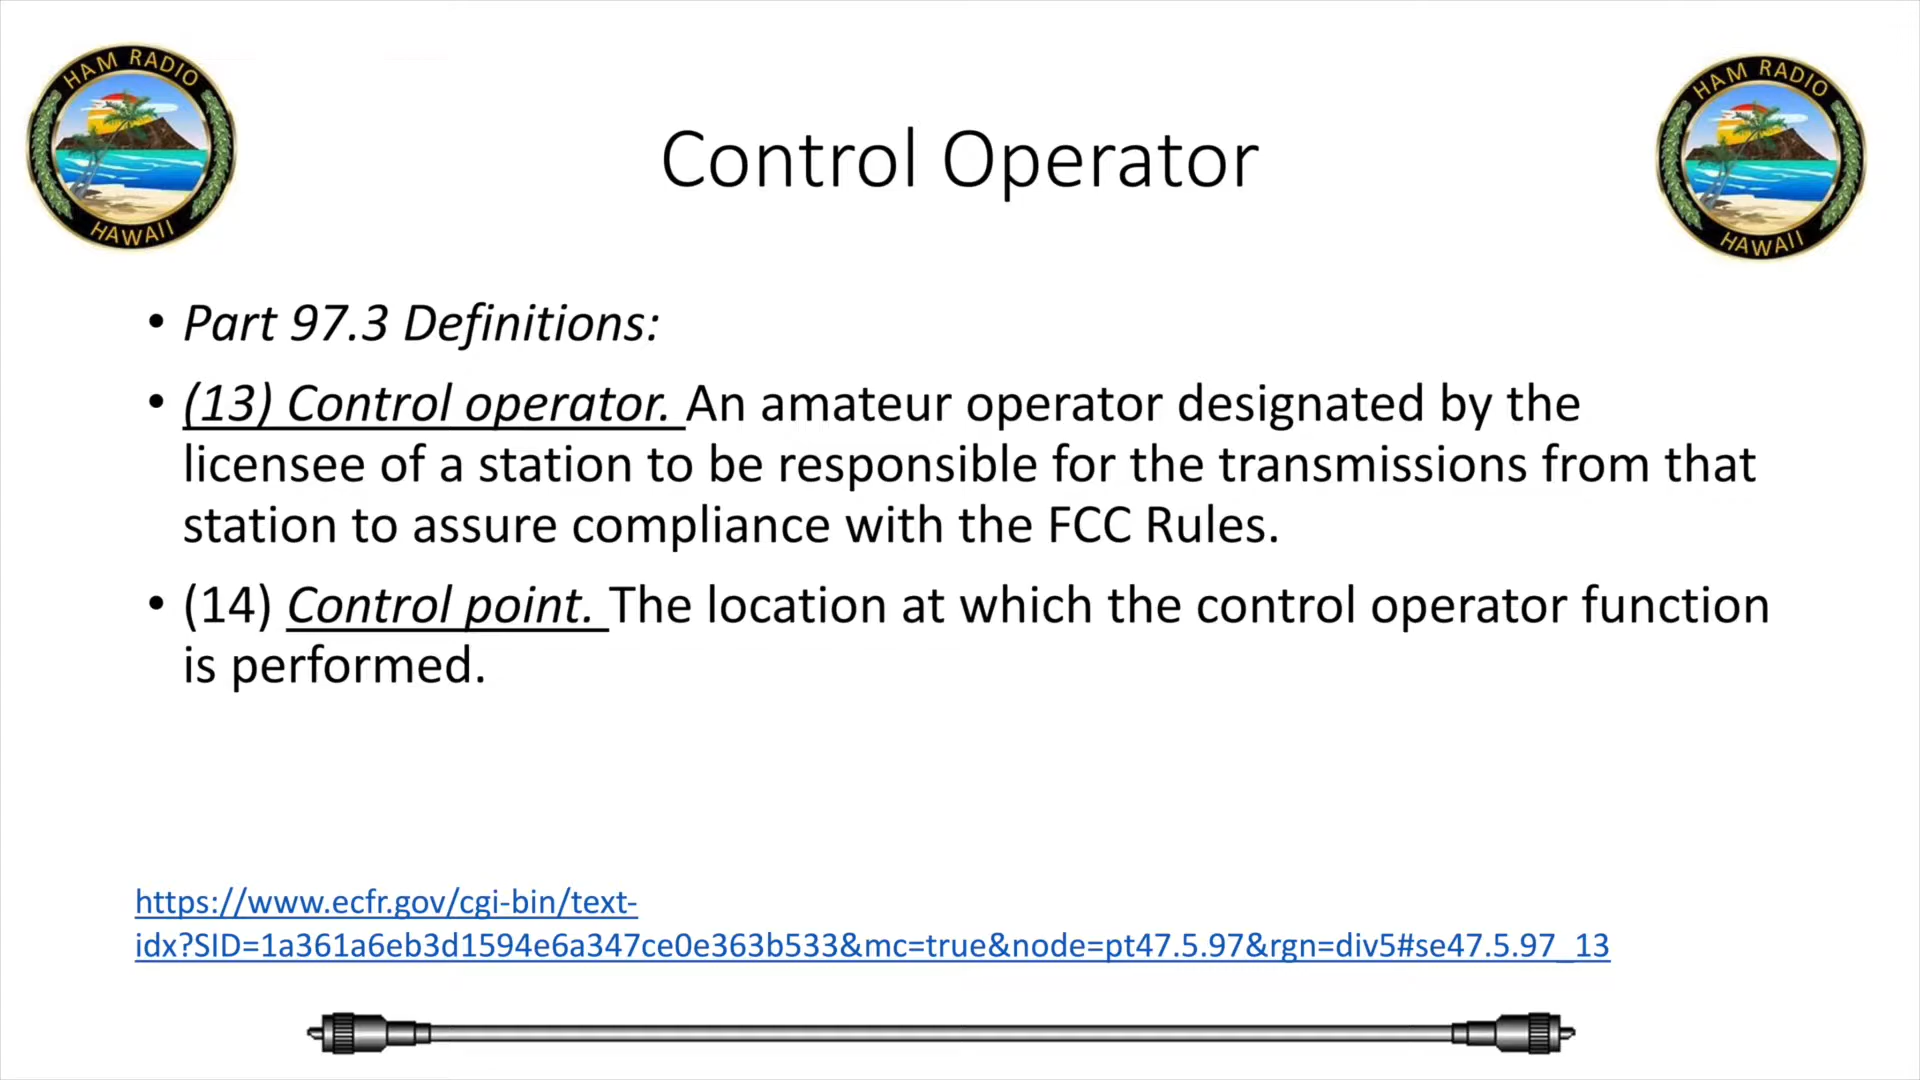 HAM RADIO
HAWAII
HAM RADIO
HAWAII
Control Operator
• Part 97.3 Definitions:
• (13) Control operator. An amateur operator designated by the
licensee of a station to be responsible for the transmissions from that
station to assure compliance with the FCC Rules.
• (14) Control point. The location at which the control operator function
is performed.
https://www.ecfr.gov/cgi-bin/text-
idx?SID=1a361a6eb3d1594e6a347ce0e363b533&mc=true&node=pt47.5.97&rgn=div5#se47.5.97_13